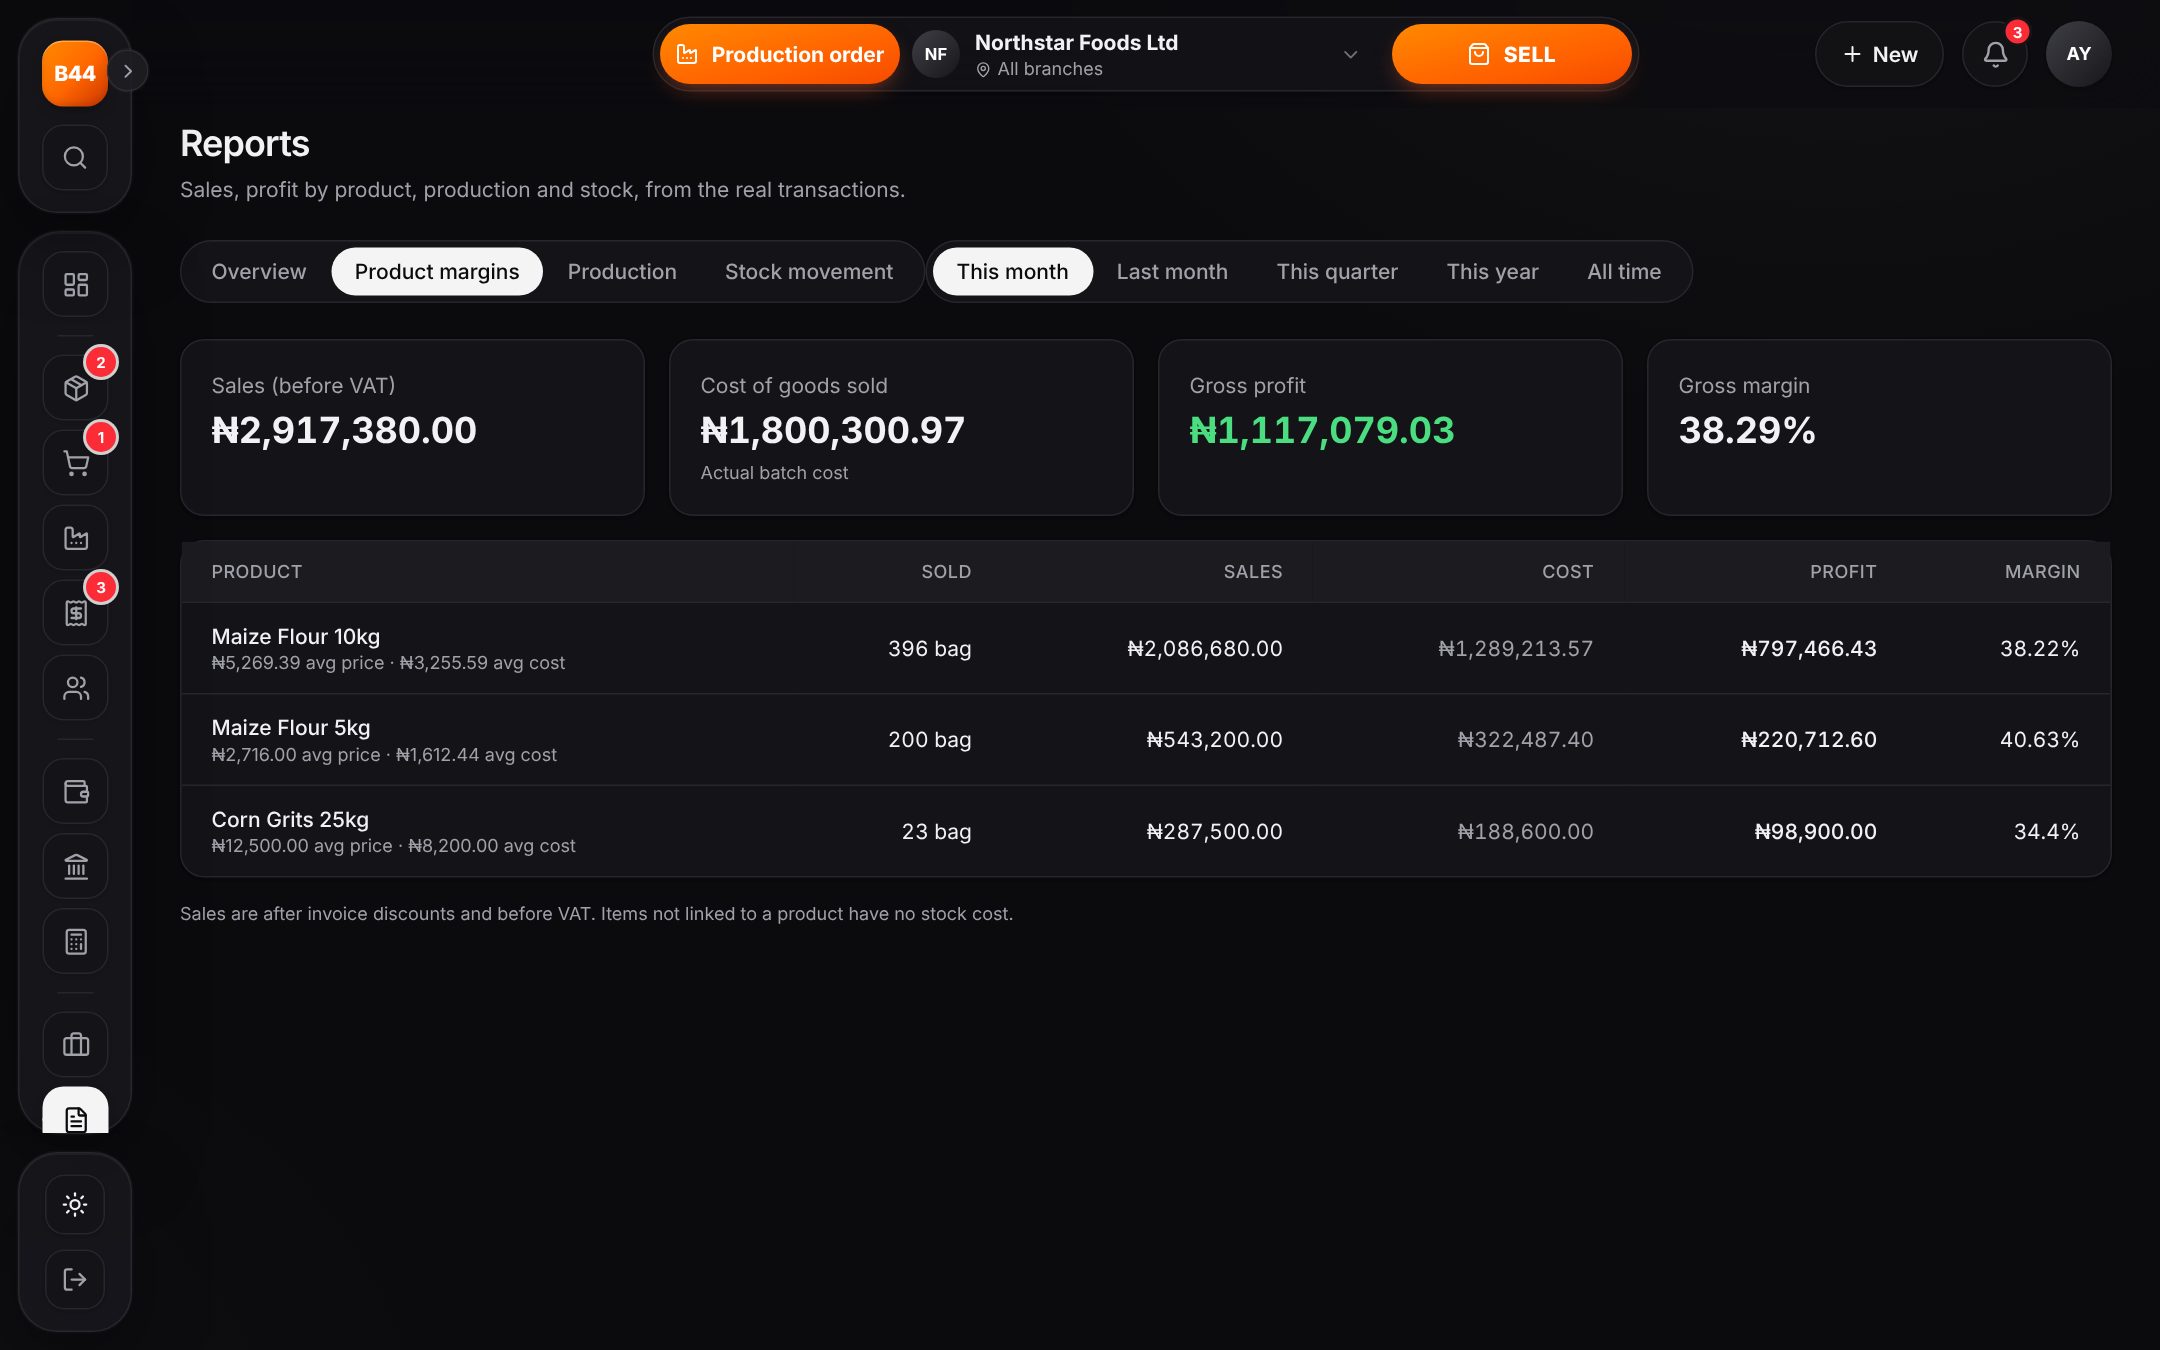 B44
Production order
NF
Northstar Foods Ltd
All branches
SELL
+ New
3
AY
Reports
Sales, profit by product, production and stock, from the real transactions.
Overview
Product margins
Production
Stock movement
This month
Last month
This quarter
This year
All time
2
1
3
Sales (before VAT)
₦2,917,380.00
Cost of goods sold
₦1,800,300.97
Actual batch cost
Gross profit
₦1,117,079.03
Gross margin
38.29%
PRODUCT SOLD SALES COST PROFIT MARGIN
Maize Flour 10kg
₦5,269.39 avg price · ₦3,255.59 avg cost
396 bag ₦2,086,680.00 ₦1,289,213.57 ₦797,466.43 38.22%
Maize Flour 5kg
₦2,716.00 avg price · ₦1,612.44 avg cost
200 bag ₦543,200.00 ₦322,487.40 ₦220,712.60 40.63%
Corn Grits 25kg
₦12,500.00 avg price · ₦8,200.00 avg cost
23 bag ₦287,500.00 ₦188,600.00 ₦98,900.00 34.4%
Sales are after invoice discounts and before VAT. Items not linked to a product have no stock cost.